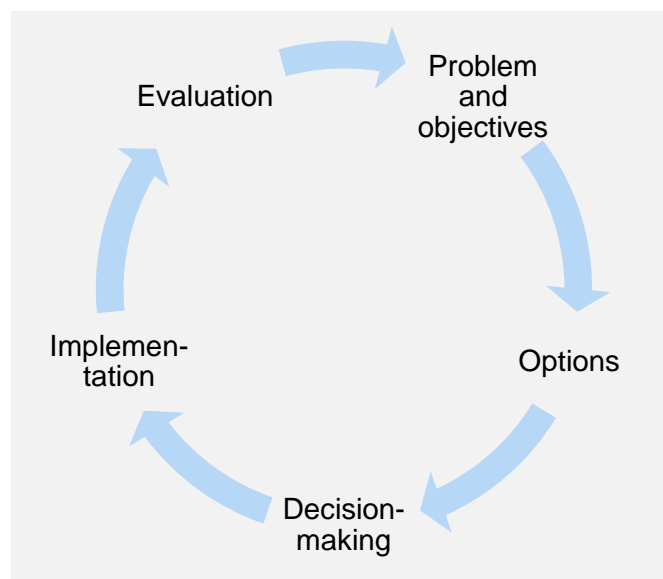 Evaluation
Problem
and
objectives
Options
Decision-
making
Implemen-
tation